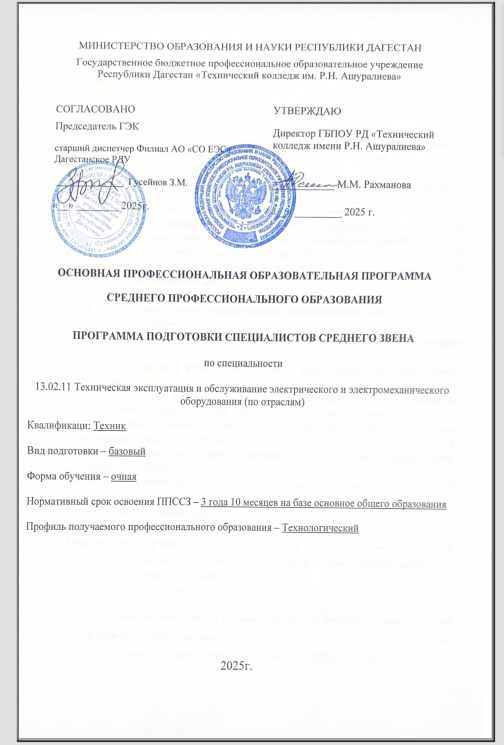 МИНИСТЕРСТВО ОБРАЗОВАНИЯ И НАУКИ РЕСПУБЛИКИ ДАГЕСТАН
Государственное бюджетное профессиональное образовательное учреждение
Республики Дагестан «Технический колледж им. Р.Н. Ашуралиева»
СОГЛАСОВАНО
Председатель ГЭК
старший диспетчер Филиал АО «СО ЕЭС»
Дагестанское РДУ
Гусейнов З.М.
« » 2025г.
УТВЕРЖДАЮ
Директор ГБПОУ РД «Технический
колледж имени Р.Н. Ашуралиева»
М.М. Рахманова
2025 г.
ОСНОВНАЯ ПРОФЕССИОНАЛЬНАЯ ОБРАЗОВАТЕЛЬНАЯ ПРОГРАММА
СРЕДНЕГО ПРОФЕССИОНАЛЬНОГО ОБРАЗОВАНИЯ
ПРОГРАММА ПОДГОТОВКИ СПЕЦИАЛИСТОВ СРЕДНЕГО ЗВЕНА
по специальности
13.02.11 Техническая эксплуатация и обслуживание электрического и электромеханического
оборудования (по отраслям)
Квалификаци: Техник
Вид подготовки – базовый
Форма обучения – очная
Нормативный срок освоения ППССЗ – 3 года 10 месяцев на базе основное общего образования
Профиль получаемого профессионального образования – Технологический
2025г.